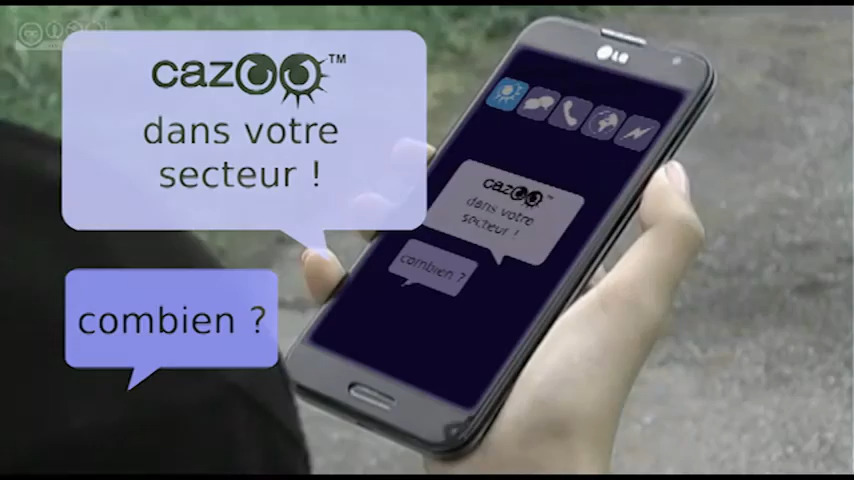 cazoo™
dans votre
secteur !
combien ?
LG
cazoo™
dans votre
secteur !
combien ?